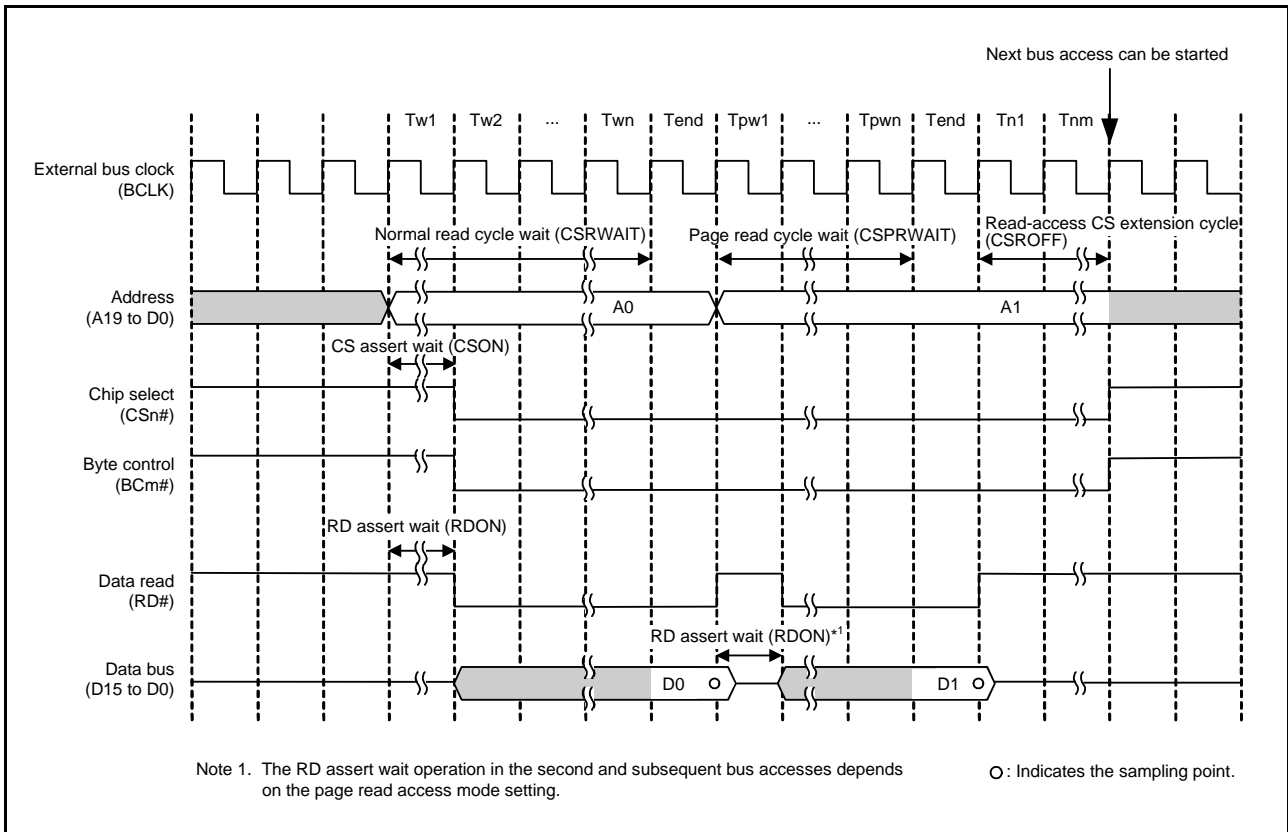 Next bus access can be started
Tw1 Tw2 ... Twn Tend Tpw1 ... Tpwn Tend Tn1 Tnm
External bus clock
(BCLK)
Normal read cycle wait (CSRWAIT)
Page read cycle wait (CSPRWAIT)
Read-access CS extension cycle
(CSROFF)
Address
(A19 to D0)
A0
A1
CS assert wait (CSON)
Chip select
(CSn#)
Byte control
(BCm#)
RD assert wait (RDON)
Data read
(RD#)
RD assert wait (RDON)*1
Data bus
(D15 to D0)
D0
D1
Note 1. The RD assert wait operation in the second and subsequent bus accesses depends
on the page read access mode setting.
: Indicates the sampling point.